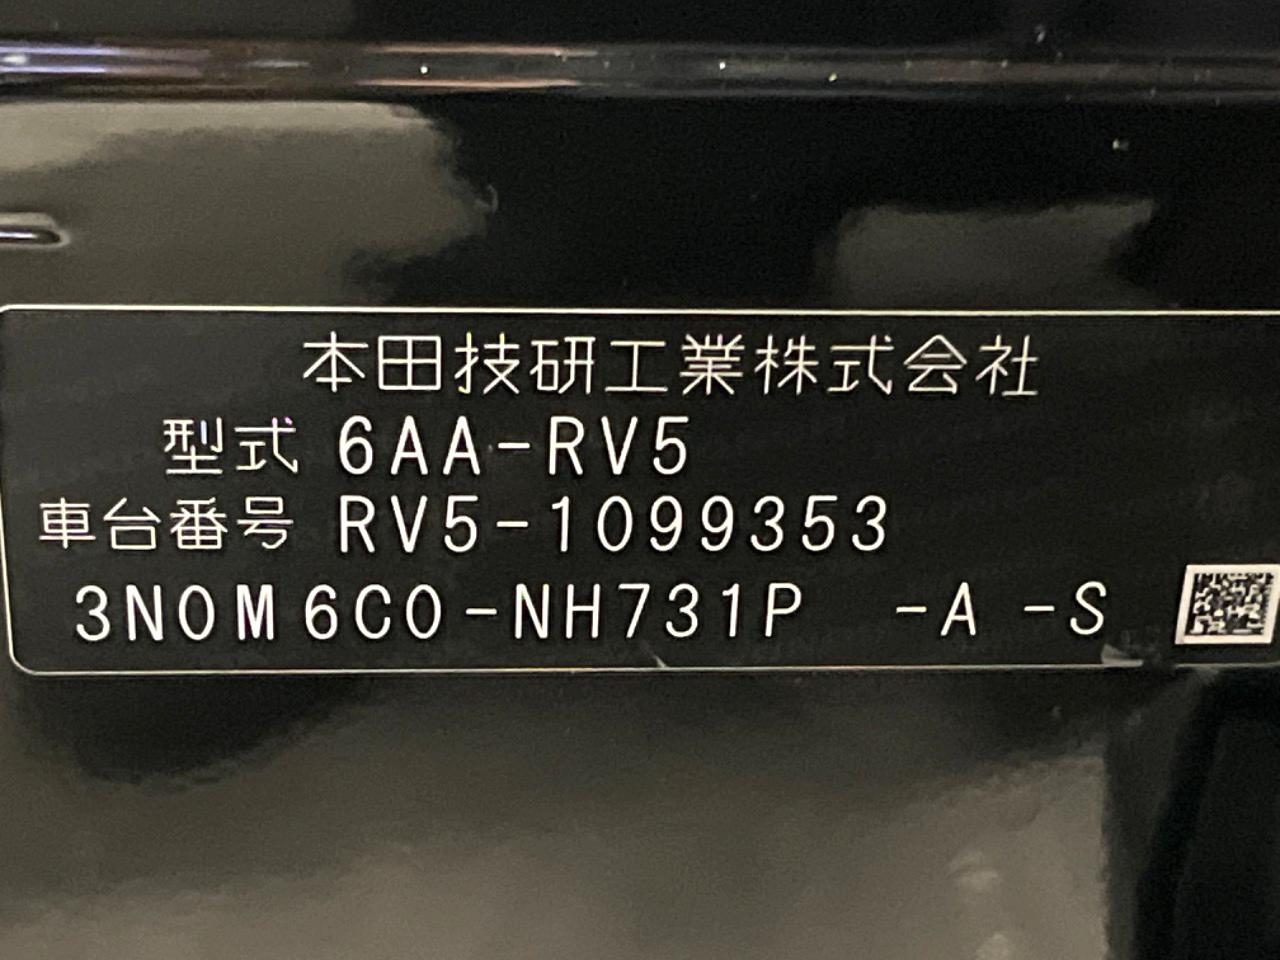 本田技研工業株式会社
型式 6AA-RV5
車台番号 RV5-1099353
3N0M6C0-NH731P -A -S